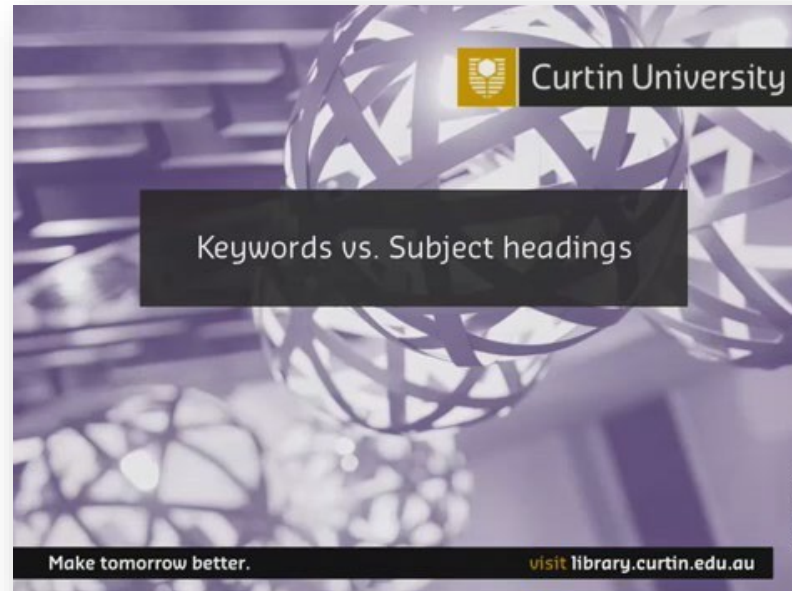 Curtin University
Keywords vs. Subject headings
Make tomorrow better.
visit library.curtin.edu.au